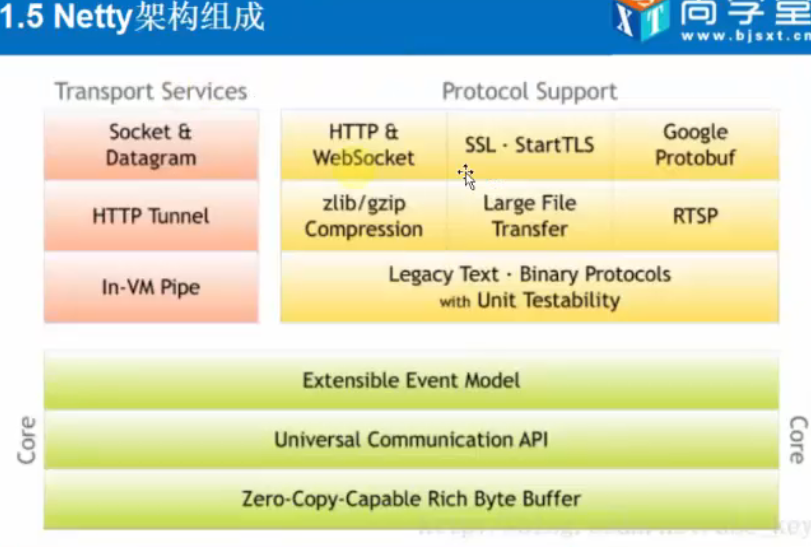 1.5 Netty架构组成
XT 尚学堂
www.bjsxt.cn
Transport Services
Protocol Support
Socket &
Datagram
HTTP &
WebSocket
SSL · StartTLS
Google
Protobuf
HTTP Tunnel
zlib/gzip
Compression
Large File
Transfer
RTSP
In-VM Pipe
Legacy Text · Binary Protocols
with Unit Testability
Core
Extensible Event Model
Universal Communication API
Zero-Copy-Capable Rich Byte Buffer
Core